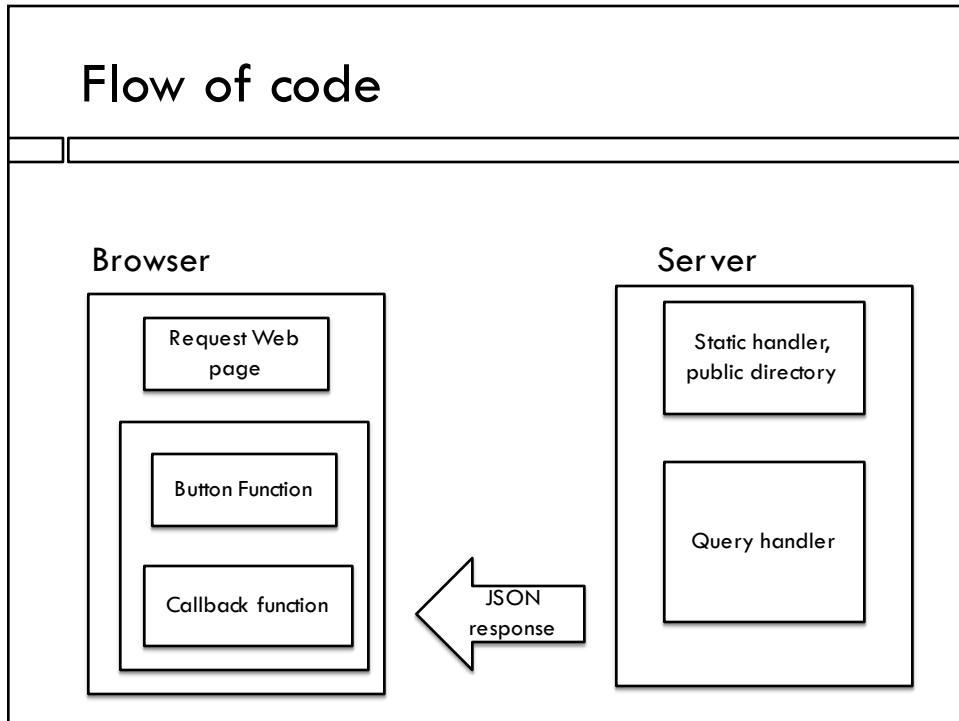 Flow of code
Browser
Server
Request Web
page
Static handler,
public directory
Button Function
Query handler
Callback function
JSON
response